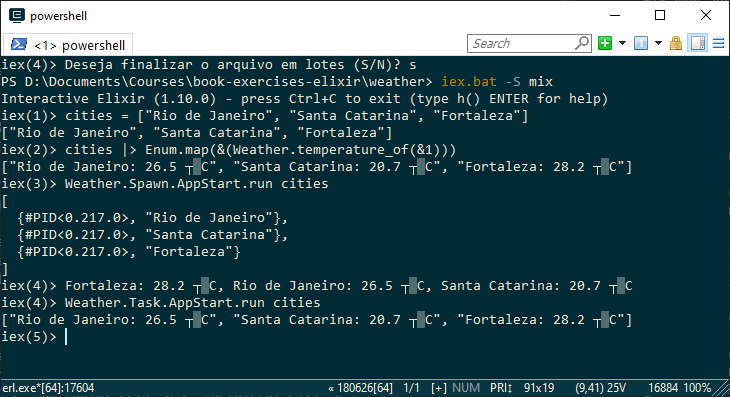 powershell
<1> powershell
Search
iex(4)> Deseja finalizar o arquivo em lotes (S/N)? s
PS D:\Documents\Courses\book-exercises-elixir\weather> iex.bat -S mix
Interactive Elixir (1.10.0) - press Ctrl+C to exit (type h() ENTER for help)
iex(1)> cities = ["Rio de Janeiro", "Santa Catarina", "Fortaleza"]
["Rio de Janeiro", "Santa Catarina", "Fortaleza"]
iex(2)> cities |> Enum.map(&(Weather.temperature_of(&1)))
["Rio de Janeiro: 26.5 ┬░C", "Santa Catarina: 20.7 ┬░C", "Fortaleza: 28.2 ┬░C"]
iex(3)> Weather.Spawn.AppStart.run cities
[
  {#PID<0.217.0>, "Rio de Janeiro"},
  {#PID<0.217.0>, "Santa Catarina"},
  {#PID<0.217.0>, "Fortaleza"}
]
iex(4)> Fortaleza: 28.2 ┬░C, Rio de Janeiro: 26.5 ┬░C, Santa Catarina: 20.7 ┬░C
iex(4)> Weather.Task.AppStart.run cities
["Rio de Janeiro: 26.5 ┬░C", "Santa Catarina: 20.7 ┬░C", "Fortaleza: 28.2 ┬░C"]
iex(5)>
erl.exe*[64]:17604 « 180626[64] 1/1 [+] NUM PRI↕ 91x19 (9,41) 25V 16884 100%